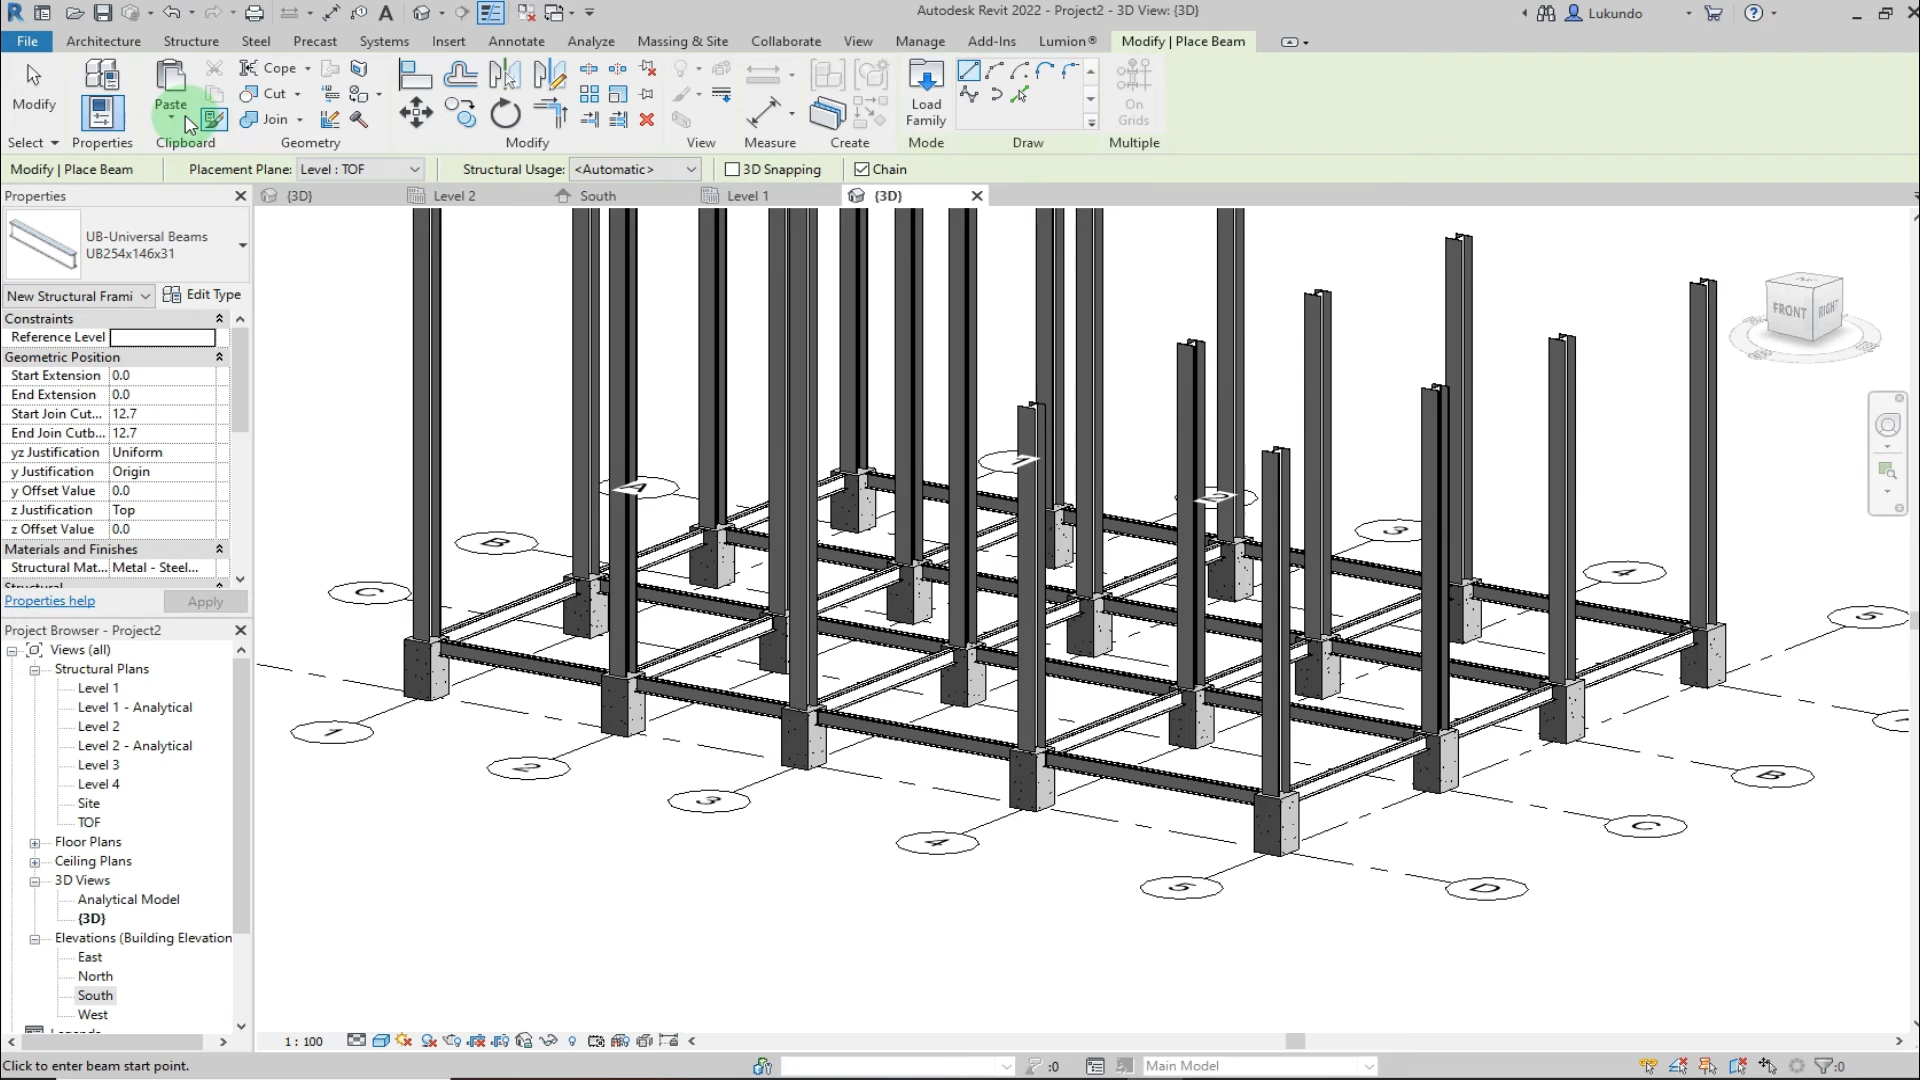 Autodesk Revit 2022 - Project2 - 3D View: {3D}
Lukundo
File Architecture Structure Steel Precast Systems Insert Annotate Analyze Massing & Site Collaborate View Manage Add-Ins Lumion® Modify | Place Beam
Modify
Paste
Cope
Cut
Join
Load
Family
On
Grids
Select Properties Clipboard Geometry Modify View Measure Create Mode Draw Multiple
Modify | Place Beam Placement Plane: Level : TOF Structural Usage: <Automatic> 3D Snapping Chain
Properties
{3D} Level 2 South Level 1 {3D}
UB-Universal Beams
UB254x146x31
New Structural Frami Edit Type
Constraints
Reference Level
Geometric Position
Start Extension 0.0
End Extension 0.0
Start Join Cut... 12.7
End Join Cutb... 12.7
yz Justification Uniform
y Justification Origin
y Offset Value 0.0
z Justification Top
z Offset Value 0.0
Materials and Finishes
Structural Mat... Metal - Steel...
Structural
Properties help Apply
Project Browser - Project2
Views (all)
Structural Plans
Level 1
Level 1 - Analytical
Level 2
Level 2 - Analytical
Level 3
Level 4
Site
TOF
Floor Plans
Ceiling Plans
3D Views
Analytical Model
{3D}
Elevations (Building Elevation
East
North
South
West
Legends
FRONT RIGHT
A 1 2
B 3
C 4
5
1
2 B
3 C
4
5 D
1 : 100
Click to enter beam start point.
:0 Main Model :0